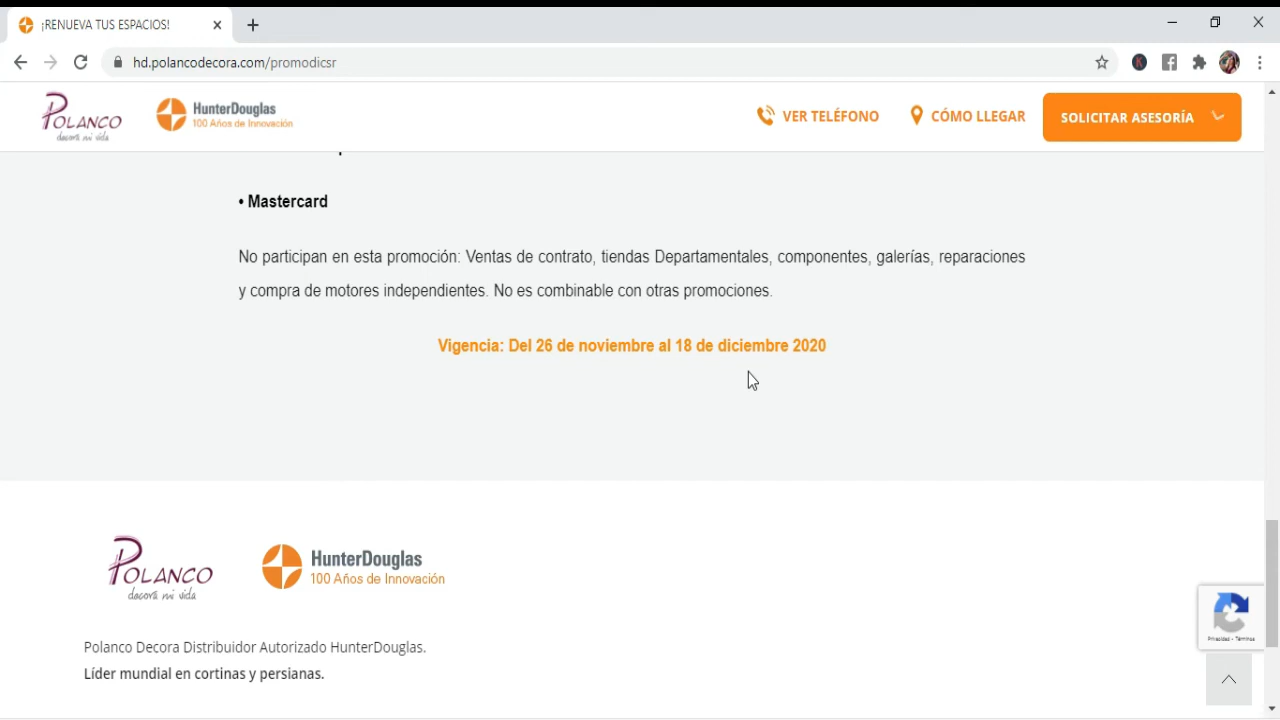 ¡RENUEVA TUS ESPACIOS!
hd.polancodecora.com/promodicsr
POLANCO
decora mi vida
HunterDouglas
100 Años de Innovación
VER TELÉFONO
CÓMO LLEGAR
SOLICITAR ASESORÍA
• Mastercard
No participan en esta promoción: Ventas de contrato, tiendas Departamentales, componentes, galerías, reparaciones
y compra de motores independientes. No es combinable con otras promociones.
Vigencia: Del 26 de noviembre al 18 de diciembre 2020
POLANCO
decora mi vida
HunterDouglas
100 Años de Innovación
Privacidad - Términos
Polanco Decora Distribuidor Autorizado HunterDouglas.
Líder mundial en cortinas y persianas.